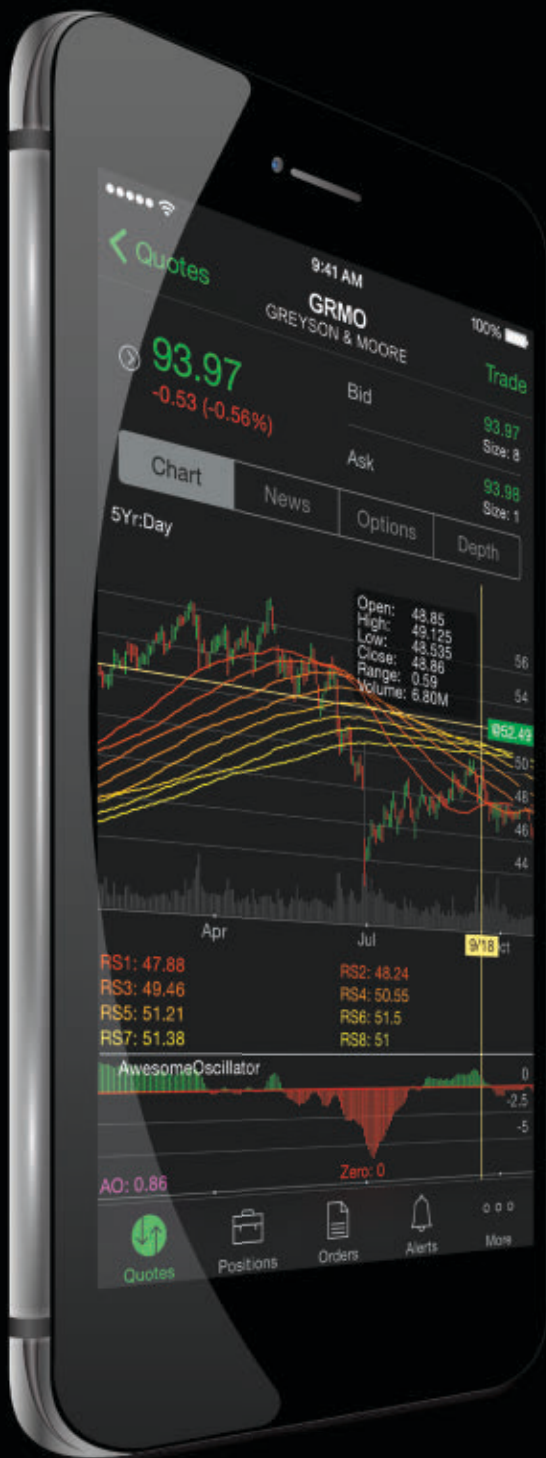 9:41 AM
100%
Quotes
GRMO
GREYSON & MOORE
Trade
93.97
-0.53 (-0.56%)
Bid
93.97
Size: 8
Ask
93.98
Size: 1
Chart
News
Options
Depth
5Yr:Day
Open: 48.85
High: 49.125
Low: 48.535
Close: 48.86
Range: 0.59
Volume: 6.80M
56
54
Ø52.49
50
48
46
44
Apr
Jul
9/18
ct
RS1: 47.88
RS2: 48.24
RS3: 49.46
RS4: 50.55
RS5: 51.21
RS6: 51.5
RS7: 51.38
RS8: 51
AwesomeOscillator
0
-2.5
-5
AO: 0.86
Zero: 0
Quotes
Positions
Orders
Alerts
More